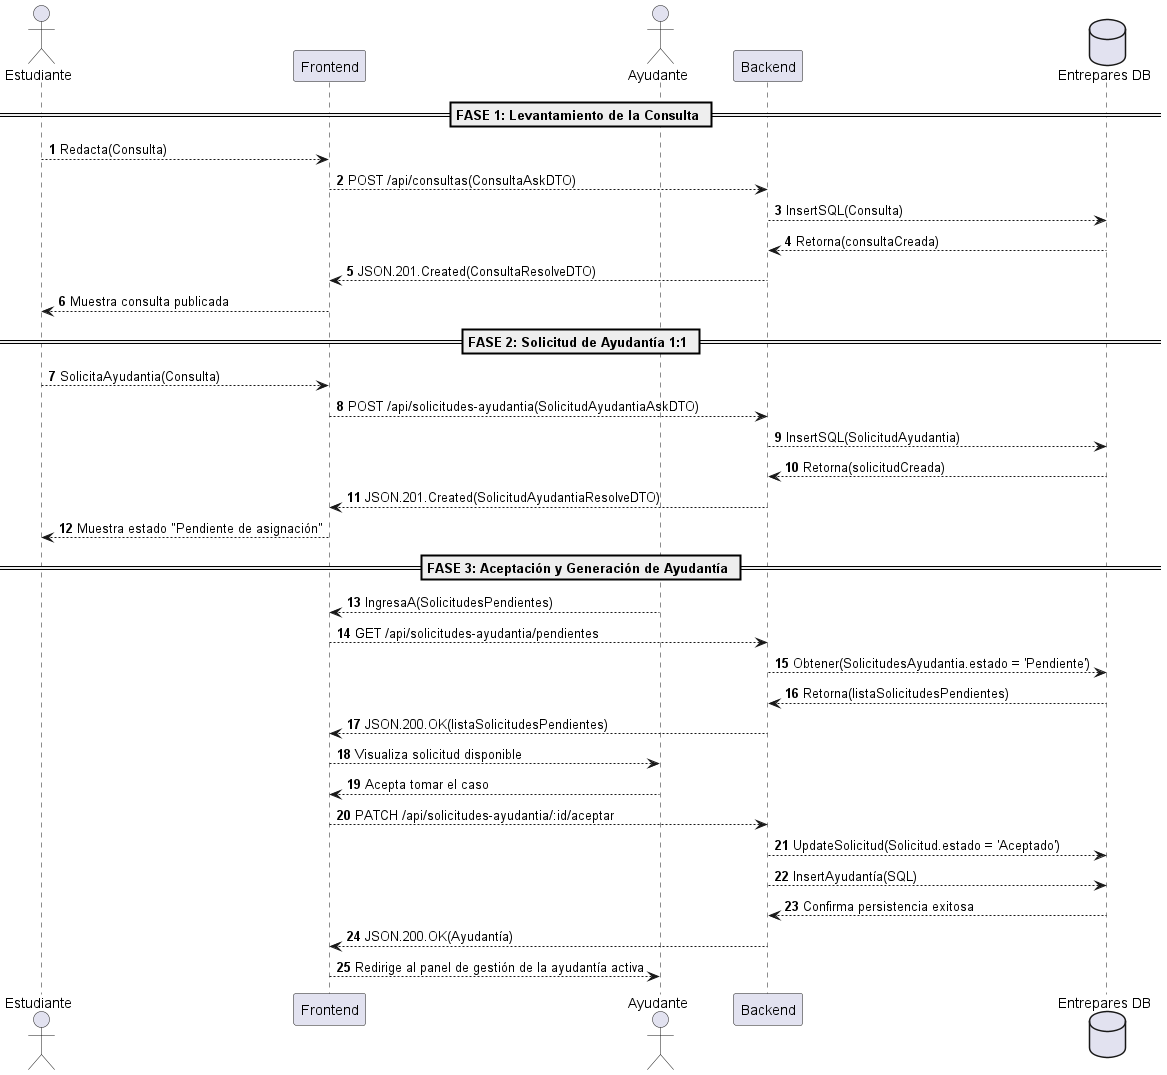 Estudiante
Frontend
Ayudante
Backend
Entrepares DB
FASE 1: Levantamiento de la Consulta
1 Redacta(Consulta)
2 POST /api/consultas(ConsultaAskDTO)
3 InsertSQL(Consulta)
4 Retorna(consultaCreada)
5 JSON.201.Created(ConsultaResolveDTO)
6 Muestra consulta publicada
FASE 2: Solicitud de Ayudantía 1:1
7 SolicitaAyudantia(Consulta)
8 POST /api/solicitudes-ayudantia(SolicitudAyudantiaAskDTO)
9 InsertSQL(SolicitudAyudantia)
10 Retorna(solicitudCreada)
11 JSON.201.Created(SolicitudAyudantiaResolveDTO)
12 Muestra estado "Pendiente de asignación"
FASE 3: Aceptación y Generación de Ayudantía
13 IngresaA(SolicitudesPendientes)
14 GET /api/solicitudes-ayudantia/pendientes
15 Obtener(SolicitudesAyudantia.estado = 'Pendiente')
16 Retorna(listaSolicitudesPendientes)
17 JSON.200.OK(listaSolicitudesPendientes)
18 Visualiza solicitud disponible
19 Acepta tomar el caso
20 PATCH /api/solicitudes-ayudantia/:id/aceptar
21 UpdateSolicitud(Solicitud.estado = 'Aceptado')
22 InsertAyudantía(SQL)
23 Confirma persistencia exitosa
24 JSON.200.OK(Ayudantía)
25 Redirige al panel de gestión de la ayudantía activa
Estudiante
Frontend
Ayudante
Backend
Entrepares DB